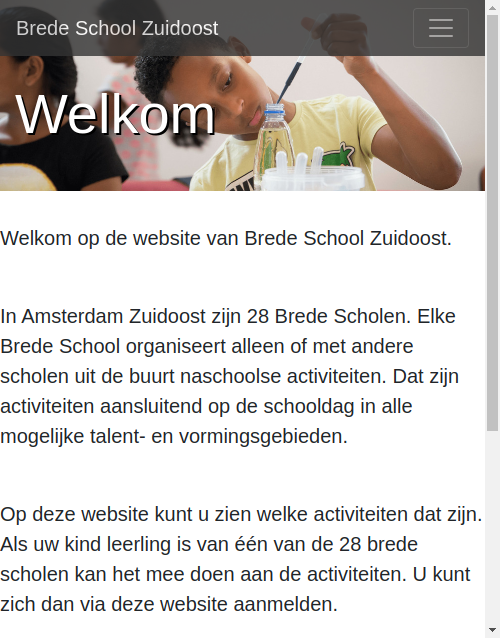 Brede School Zuidoost
Welkom
Welkom op de website van Brede School Zuidoost.
In Amsterdam Zuidoost zijn 28 Brede Scholen. Elke
Brede School organiseert alleen of met andere
scholen uit de buurt naschoolse activiteiten. Dat zijn
activiteiten aansluitend op de schooldag in alle
mogelijke talent- en vormingsgebieden.
Op deze website kunt u zien welke activiteiten dat zijn.
Als uw kind leerling is van één van de 28 brede
scholen kan het mee doen aan de activiteiten. U kunt
zich dan via deze website aanmelden.